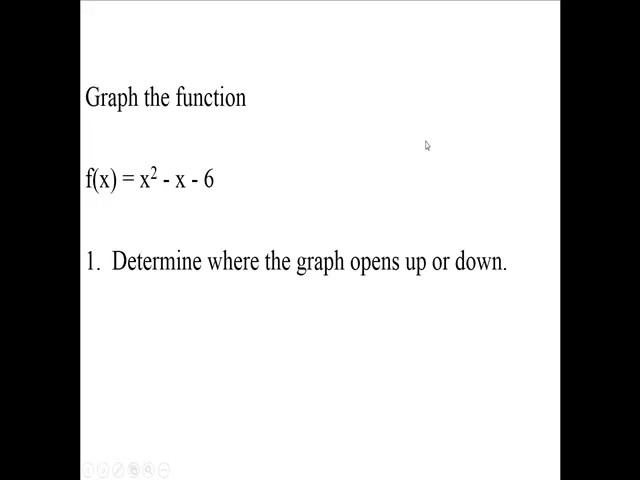 Graph the function
f(x) = x² - x - 6
1. Determine where the graph opens up or down.